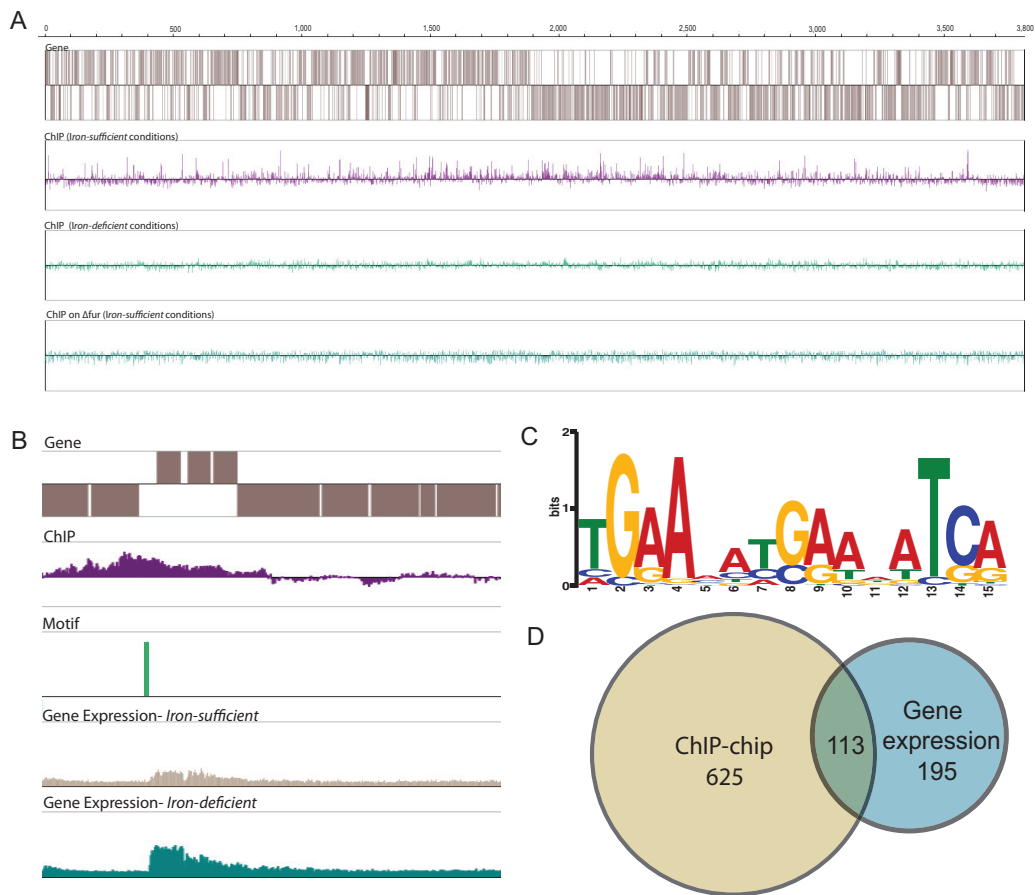 A
0 500 1,000 1,500 2,000 2,500 3,000 3,500 3,800
Gene
ChIP (Iron-sufficient conditions)
ChIP (Iron-deficient conditions)
ChIP on Δfur (Iron-sufficient conditions)
B
Gene
ChIP
Motif
Gene Expression- Iron-sufficient
Gene Expression- Iron-deficient
C
2
1
0
bits
1 2 3 4 5 6 7 8 9 10 11 12 13 14 15
TGAA ATGAA ATCA
D
ChIP-chip
625
113
Gene
expression
195